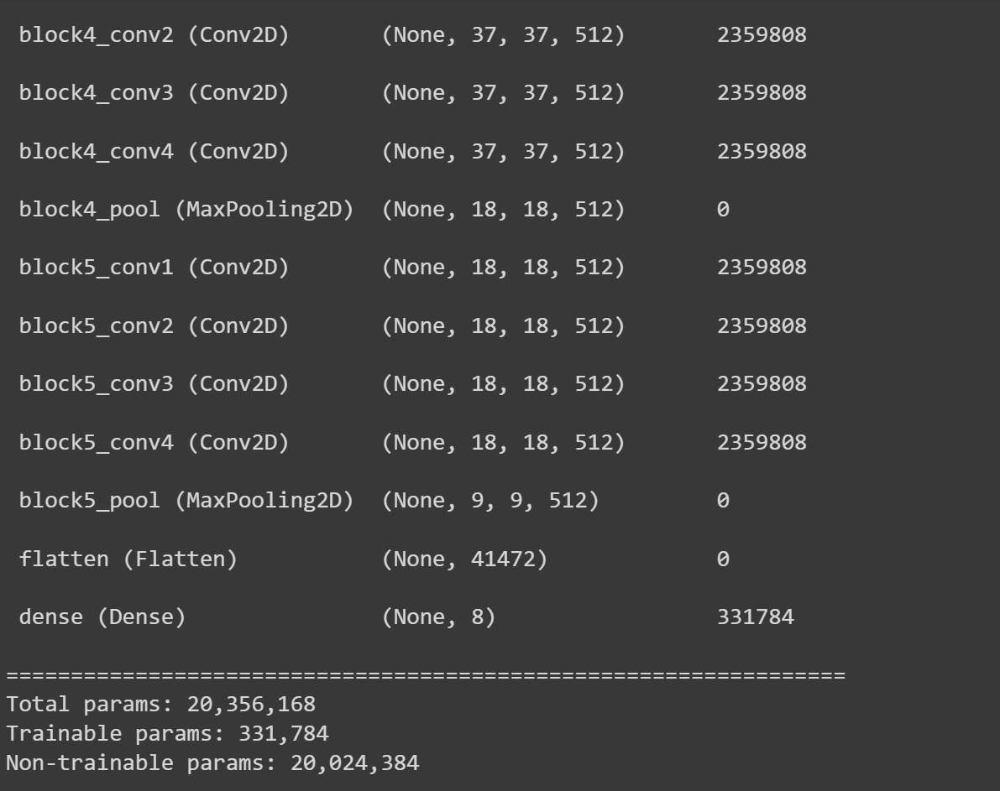 block4_conv2 (Conv2D) (None, 37, 37, 512) 2359808
block4_conv3 (Conv2D) (None, 37, 37, 512) 2359808
block4_conv4 (Conv2D) (None, 37, 37, 512) 2359808
block4_pool (MaxPooling2D) (None, 18, 18, 512) 0
block5_conv1 (Conv2D) (None, 18, 18, 512) 2359808
block5_conv2 (Conv2D) (None, 18, 18, 512) 2359808
block5_conv3 (Conv2D) (None, 18, 18, 512) 2359808
block5_conv4 (Conv2D) (None, 18, 18, 512) 2359808
block5_pool (MaxPooling2D) (None, 9, 9, 512) 0
flatten (Flatten) (None, 41472) 0
dense (Dense) (None, 8) 331784
=================================================================
Total params: 20,356,168
Trainable params: 331,784
Non-trainable params: 20,024,384